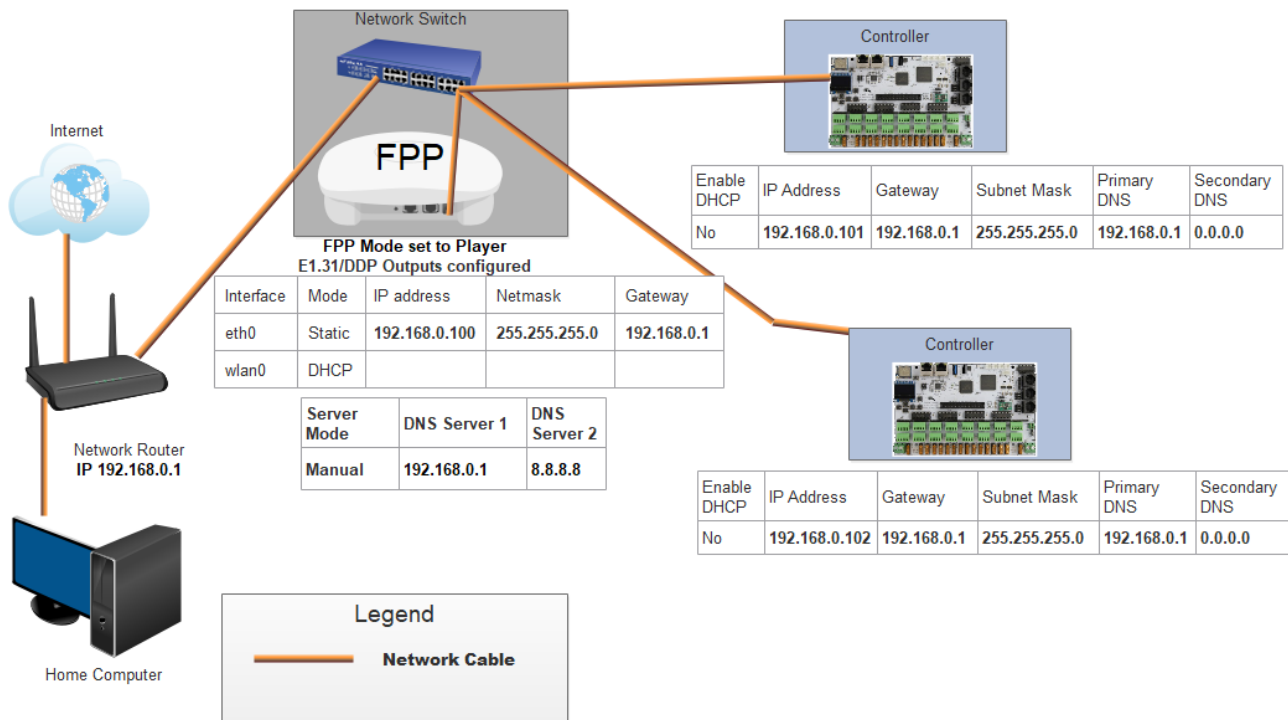 Network Switch
Controller
Internet
FPP
Enable DHCP IP Address Gateway Subnet Mask Primary DNS Secondary DNS
No 192.168.0.101 192.168.0.1 255.255.255.0 192.168.0.1 0.0.0.0
FPP Mode set to Player
E1.31/DDP Outputs configured
Interface Mode IP address Netmask Gateway
eth0 Static 192.168.0.100 255.255.255.0 192.168.0.1
wlan0 DHCP
Server Mode DNS Server 1 DNS Server 2
Manual 192.168.0.1 8.8.8.8
Controller
Network Router
IP 192.168.0.1
Enable DHCP IP Address Gateway Subnet Mask Primary DNS Secondary DNS
No 192.168.0.102 192.168.0.1 255.255.255.0 192.168.0.1 0.0.0.0
Legend
Network Cable
Home Computer